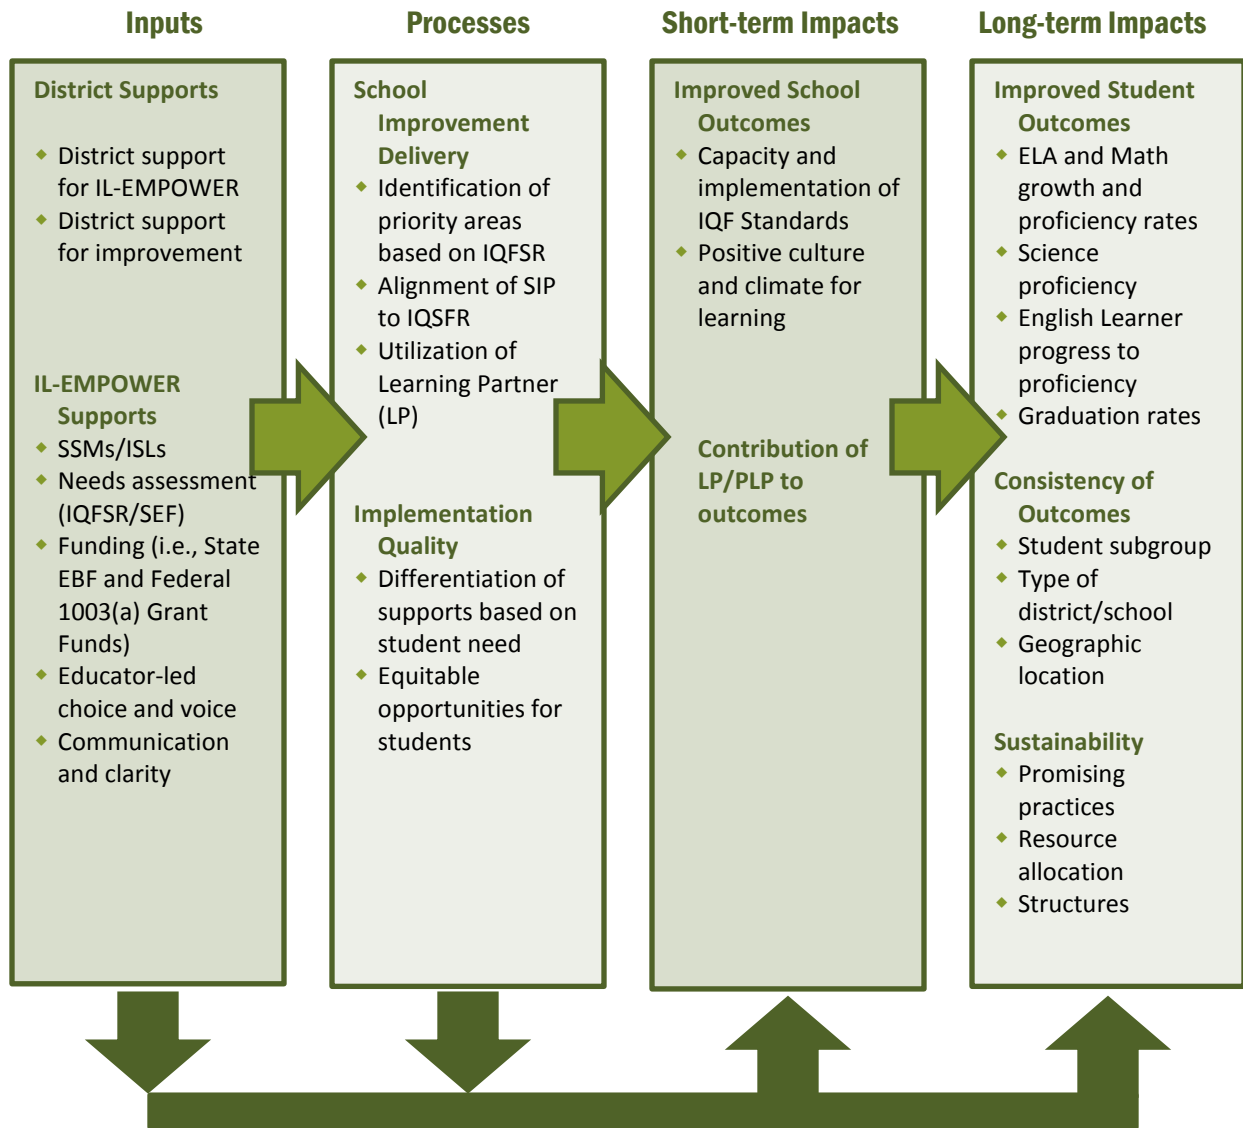 Inputs
Processes
Short-term Impacts
Long-term Impacts
District Supports
District support
for IL-EMPOWER
District support
for improvement
IL-EMPOWER
Supports
SSMs/ISLs
Needs assessment
(IQFSR/SEF)
Funding (i.e., State
EBF and Federal
1003(a) Grant
Funds)
Educator-led
choice and voice
Communication
and clarity
School
Improvement
Delivery
Identification of
priority areas
based on IQFSR
Alignment of SIP
to IQSFR
Utilization of
Learning Partner
(LP)
Implementation
Quality
Differentiation of
supports based on
student need
Equitable
opportunities for
students
Improved School
Outcomes
Capacity and
implementation of
IQF Standards
Positive culture
and climate for
learning
Contribution of
LP/PLP to
outcomes
Improved Student
Outcomes
ELA and Math
growth and
proficiency rates
Science
proficiency
English Learner
progress to
proficiency
Graduation rates
Consistency of
Outcomes
Student subgroup
Type of
district/school
Geographic
location
Sustainability
Promising
practices
Resource
allocation
Structures